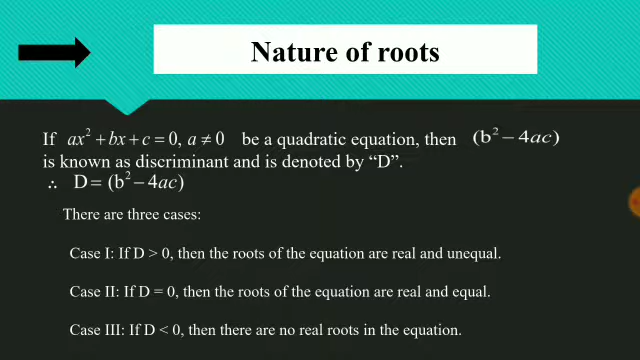 Nature of roots
If ax² + bx + c = 0, a ≠ 0 be a quadratic equation, then (b² − 4ac)
is known as discriminant and is denoted by “D”.
∴ D = (b² − 4ac)
There are three cases:
Case I: If D > 0, then the roots of the equation are real and unequal.
Case II: If D = 0, then the roots of the equation are real and equal.
Case III: If D < 0, then there are no real roots in the equation.